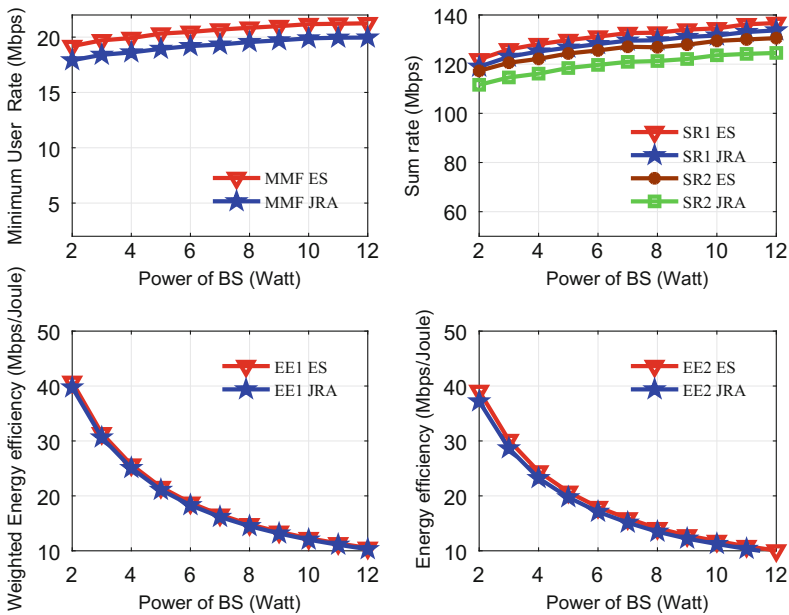 Minimum User Rate (Mbps)
20
15
10
5
MMF ES
MMF JRA
2 4 6 8 10 12
Power of BS (Watt)
Sum rate (Mbps)
140
120
100
80
60
SR1 ES
SR1 JRA
SR2 ES
SR2 JRA
2 4 6 8 10 12
Power of BS (Watt)
Weighted Energy efficiency (Mbps/Joule)
50
40
30
20
10
EE1 ES
EE1 JRA
2 4 6 8 10 12
Power of BS (Watt)
Energy efficiency (Mbps/Joule)
50
40
30
20
10
EE2 ES
EE2 JRA
2 4 6 8 10 12
Power of BS (Watt)